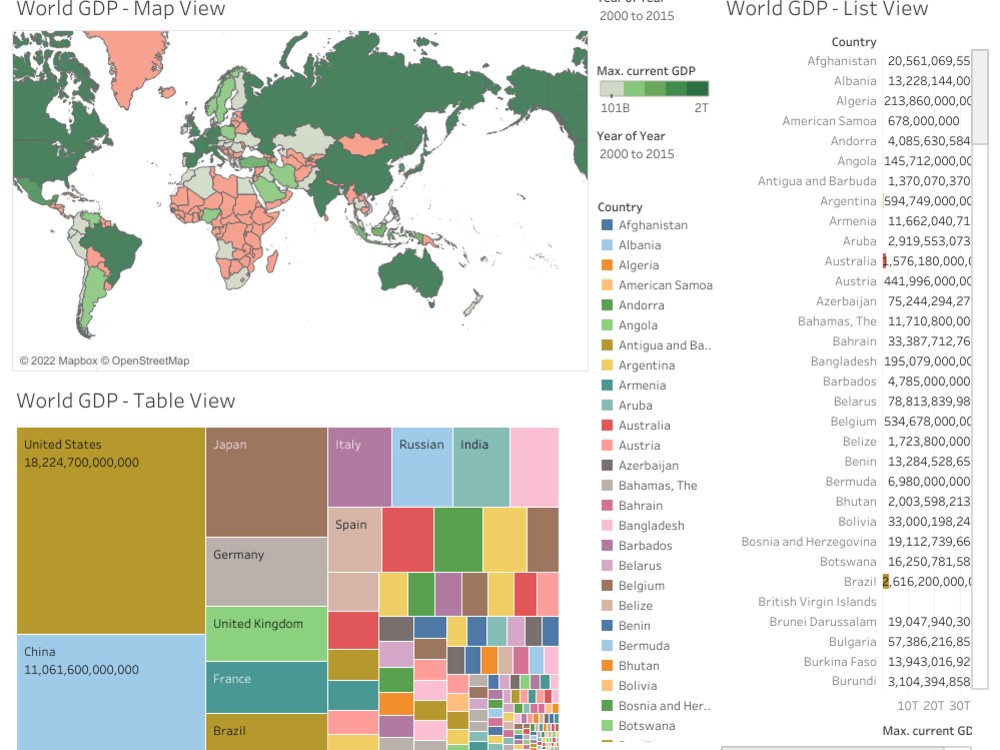 World GDP - Map View
© 2022 Mapbox © OpenStreetMap
World GDP - Table View
United States
18,224,700,000,000
China
11,061,600,000,000
Japan
Germany
United Kingdom
France
Brazil
Italy
Russian
India
Spain
Year of Year
2000 to 2015
Max. current GDP
101B 2T
Year of Year
2000 to 2015
Country
Afghanistan
Albania
Algeria
American Samoa
Andorra
Angola
Antigua and Ba..
Argentina
Armenia
Aruba
Australia
Austria
Azerbaijan
Bahamas, The
Bahrain
Bangladesh
Barbados
Belarus
Belgium
Belize
Benin
Bermuda
Bhutan
Bolivia
Bosnia and Her..
Botswana
World GDP - List View
Country
Afghanistan 20,561,069,55
Albania 13,228,144,00
Algeria 213,860,000,00
American Samoa 678,000,000
Andorra 4,085,630,584
Angola 145,712,000,00
Antigua and Barbuda 1,370,070,370
Argentina 594,749,000,00
Armenia 11,662,040,71
Aruba 2,919,553,073
Australia 1,576,180,000,0
Austria 441,996,000,00
Azerbaijan 75,244,294,27
Bahamas, The 11,710,800,00
Bahrain 33,387,712,76
Bangladesh 195,079,000,00
Barbados 4,785,000,000
Belarus 78,813,839,98
Belgium 534,678,000,00
Belize 1,723,800,000
Benin 13,284,528,65
Bermuda 6,980,000,000
Bhutan 2,003,598,213
Bolivia 33,000,198,24
Bosnia and Herzegovina 19,112,739,66
Botswana 16,250,781,58
Brazil 2,616,200,000,0
British Virgin Islands
Brunei Darussalam 19,047,940,30
Bulgaria 57,386,216,85
Burkina Faso 13,943,016,92
Burundi 3,104,394,858
10T 20T 30T
Max. current GD